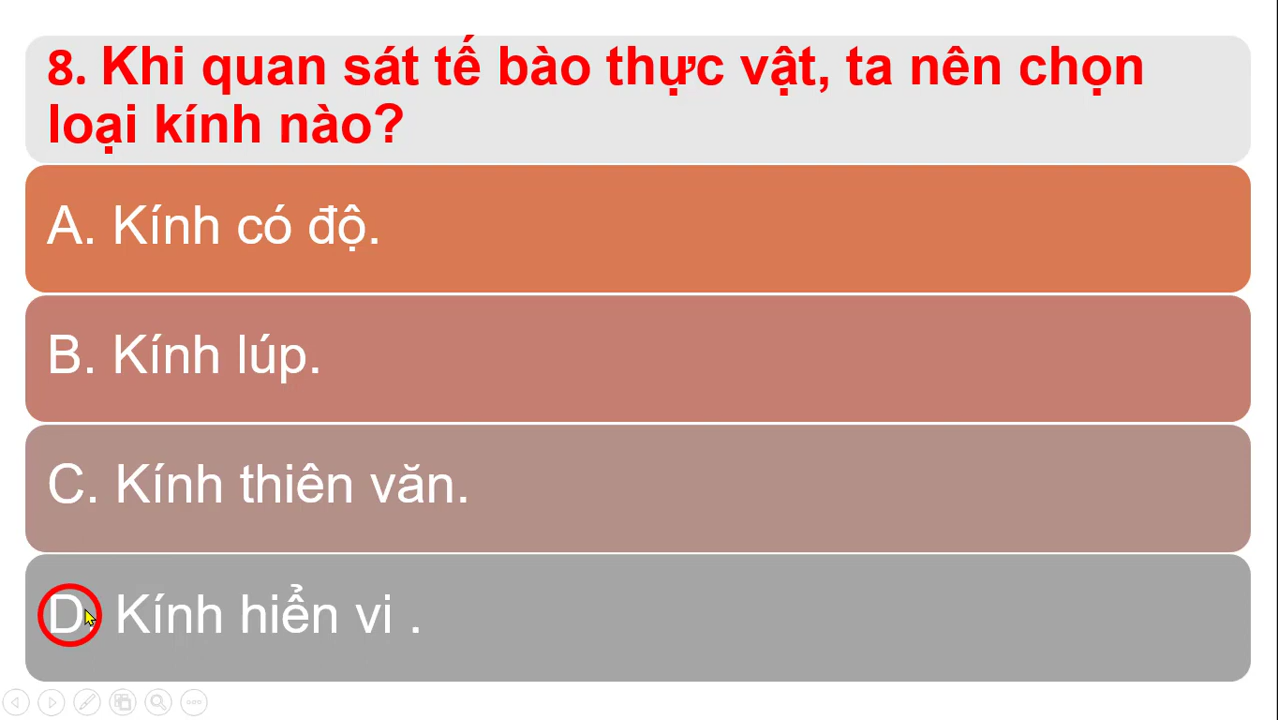 8. Khi quan sát tế bào thực vật, ta nên chọn
loại kính nào?
A. Kính có độ.
B. Kính lúp.
C. Kính thiên văn.
D. Kính hiển vi .